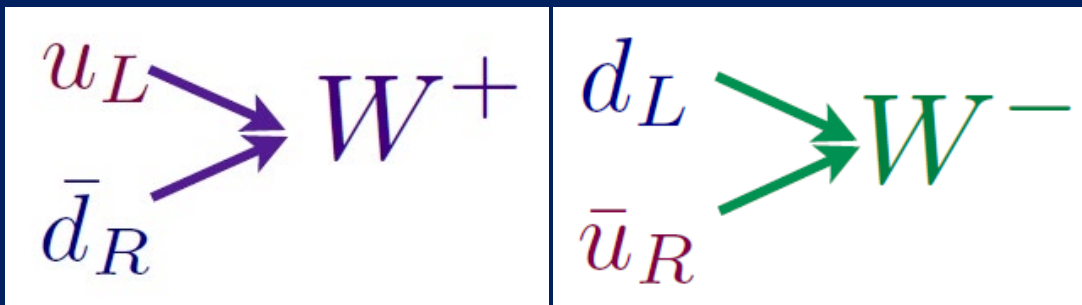 u_L
W^+
d̄_R
d_L
W^-
ū_R